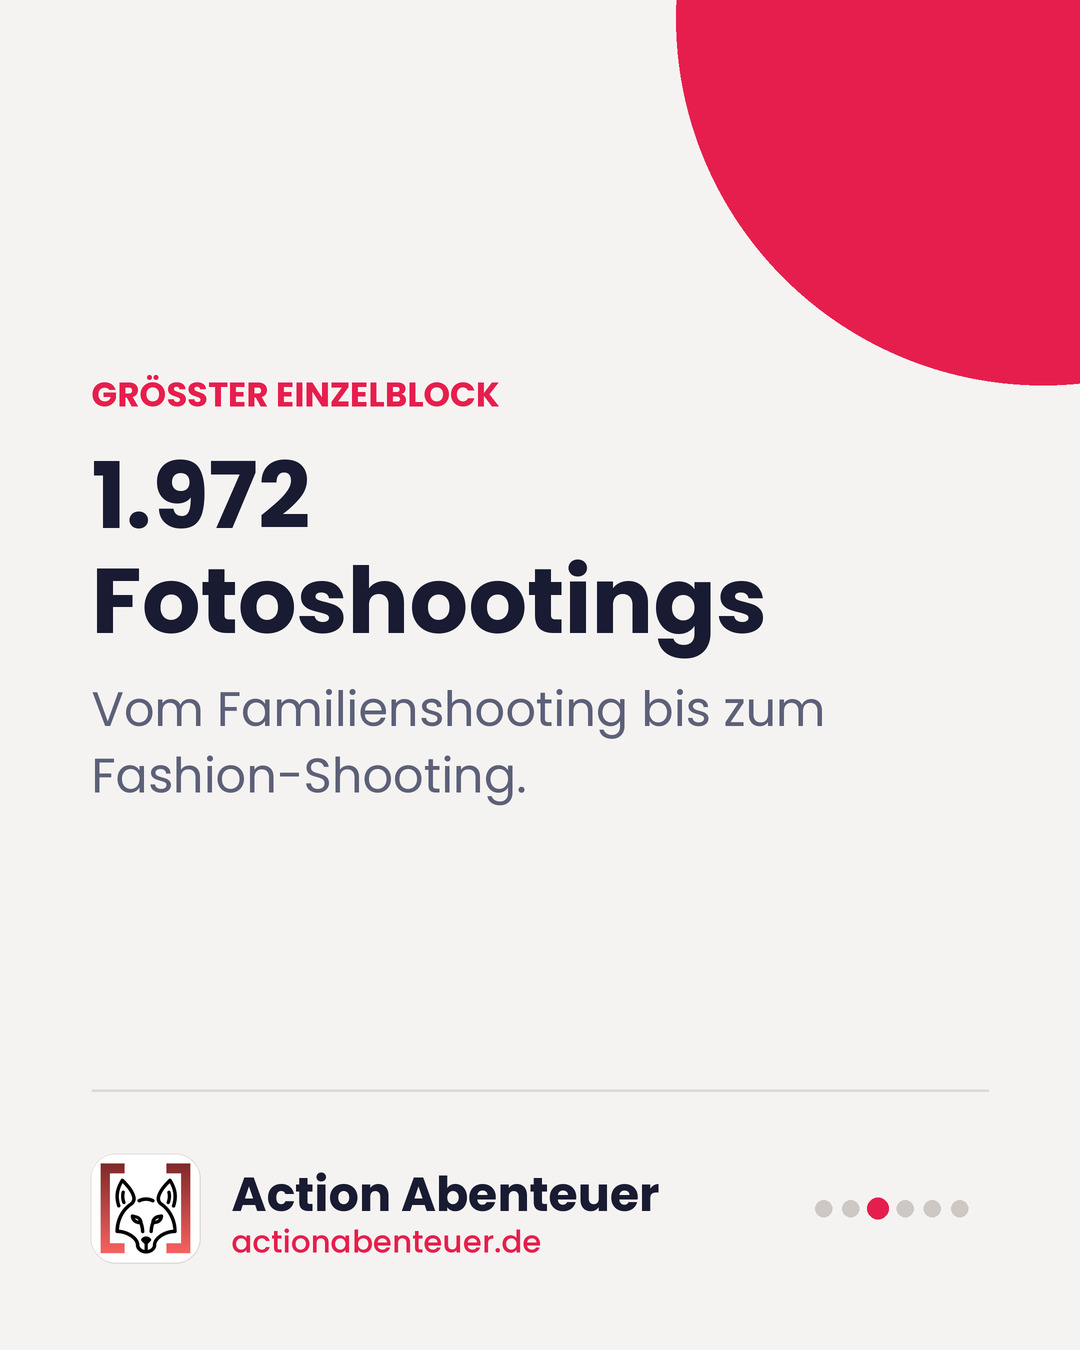 GRÖSSTER EINZELBLOCK
1.972
Fotoshootings
Vom Familienshooting bis zum
Fashion-Shooting.
Action Abenteuer
actionabenteuer.de